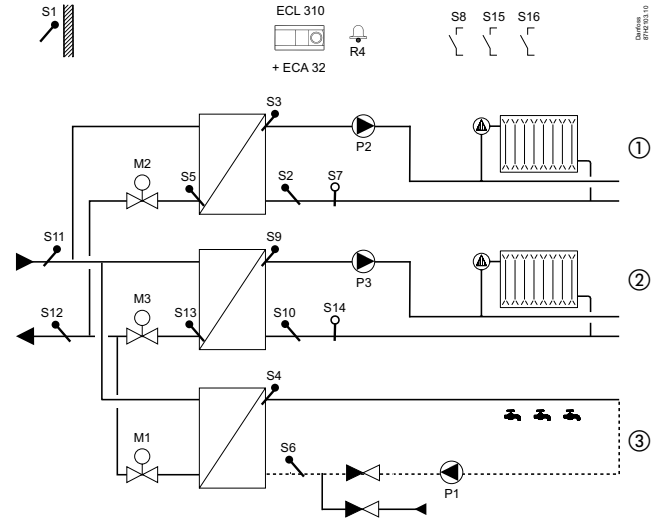 S1
ECL 310
R4
+ ECA 32
S8 S15 S16
Danfoss
87H2103.10
S3
P2
M2
S5
S2
S7
1
S11
S9
P3
S12
M3
S13
S10
S14
2
S4
M1
S6
P1
3